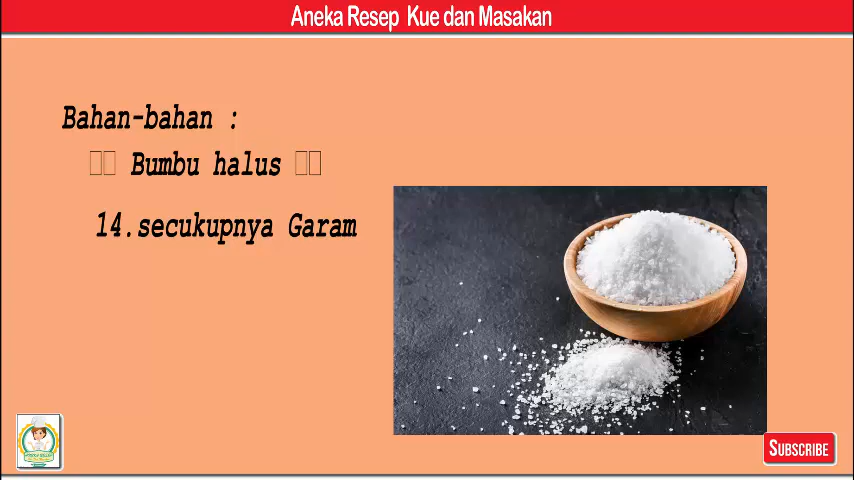 Aneka Resep Kue dan Masakan
Bahan-bahan :
Bumbu halus
14.secukupnya Garam
SUBSCRIBE